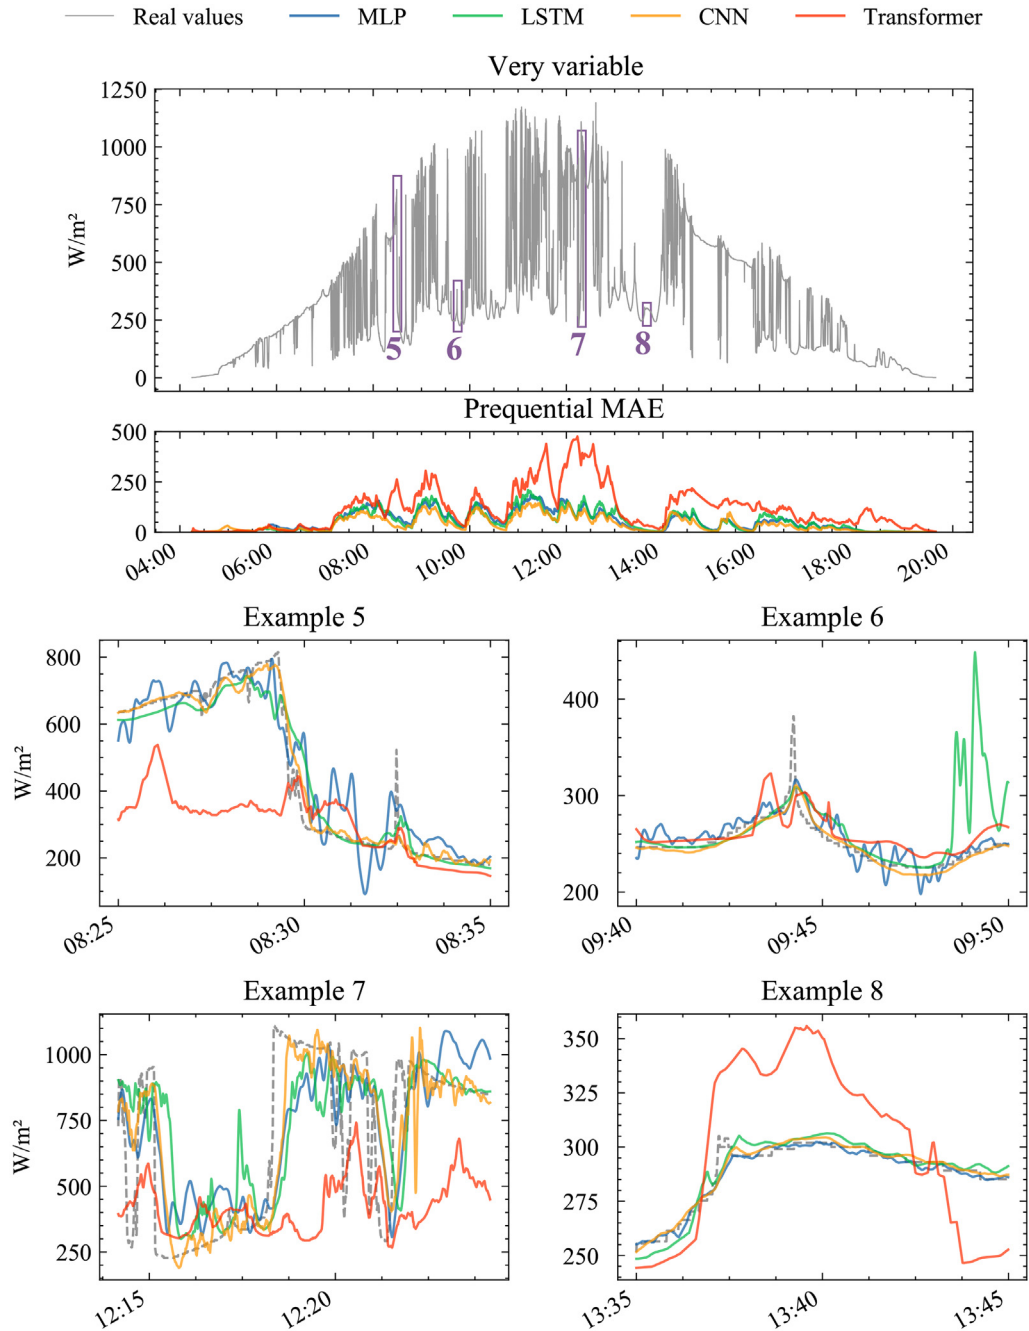 Real values MLP LSTM CNN Transformer
Very variable
1250
1000
750
500
250
0
W/m²
5 6 7 8
Prequential MAE
500
250
0
04:00 06:00 08:00 10:00 12:00 14:00 16:00 18:00 20:00
Example 5
800
600
400
200
W/m²
08:25 08:30 08:35
Example 6
400
300
200
09:40 09:45 09:50
Example 7
1000
750
500
250
W/m²
12:15 12:20
Example 8
350
325
300
275
250
13:35 13:40 13:45